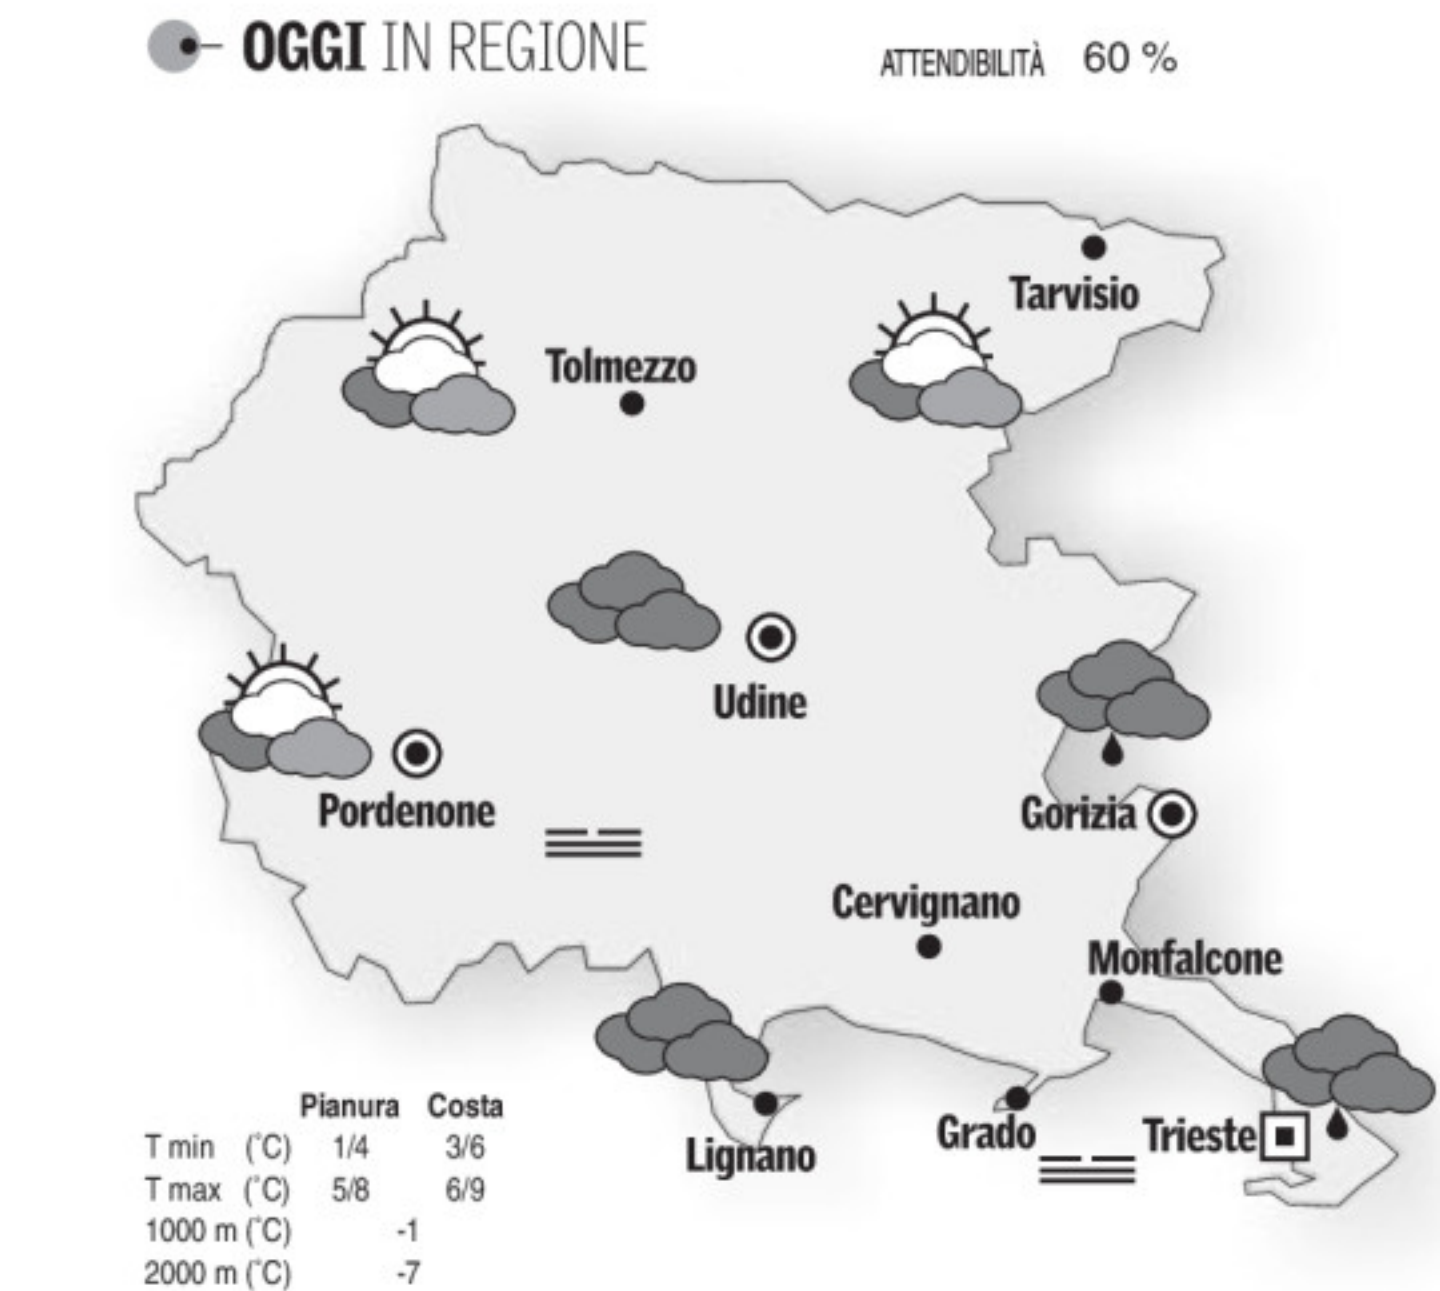 OGGI IN REGIONE
ATTENDIBILITÀ 60 %
Tarvisio
Tolmezzo
Udine
Pordenone
Gorizia
Cervignano
Monfalcone
Grado
Trieste
Lignano
Pianura Costa
T min (°C) 1/4 3/6
T max (°C) 5/8 6/9
1000 m (°C) -1
2000 m (°C) -7